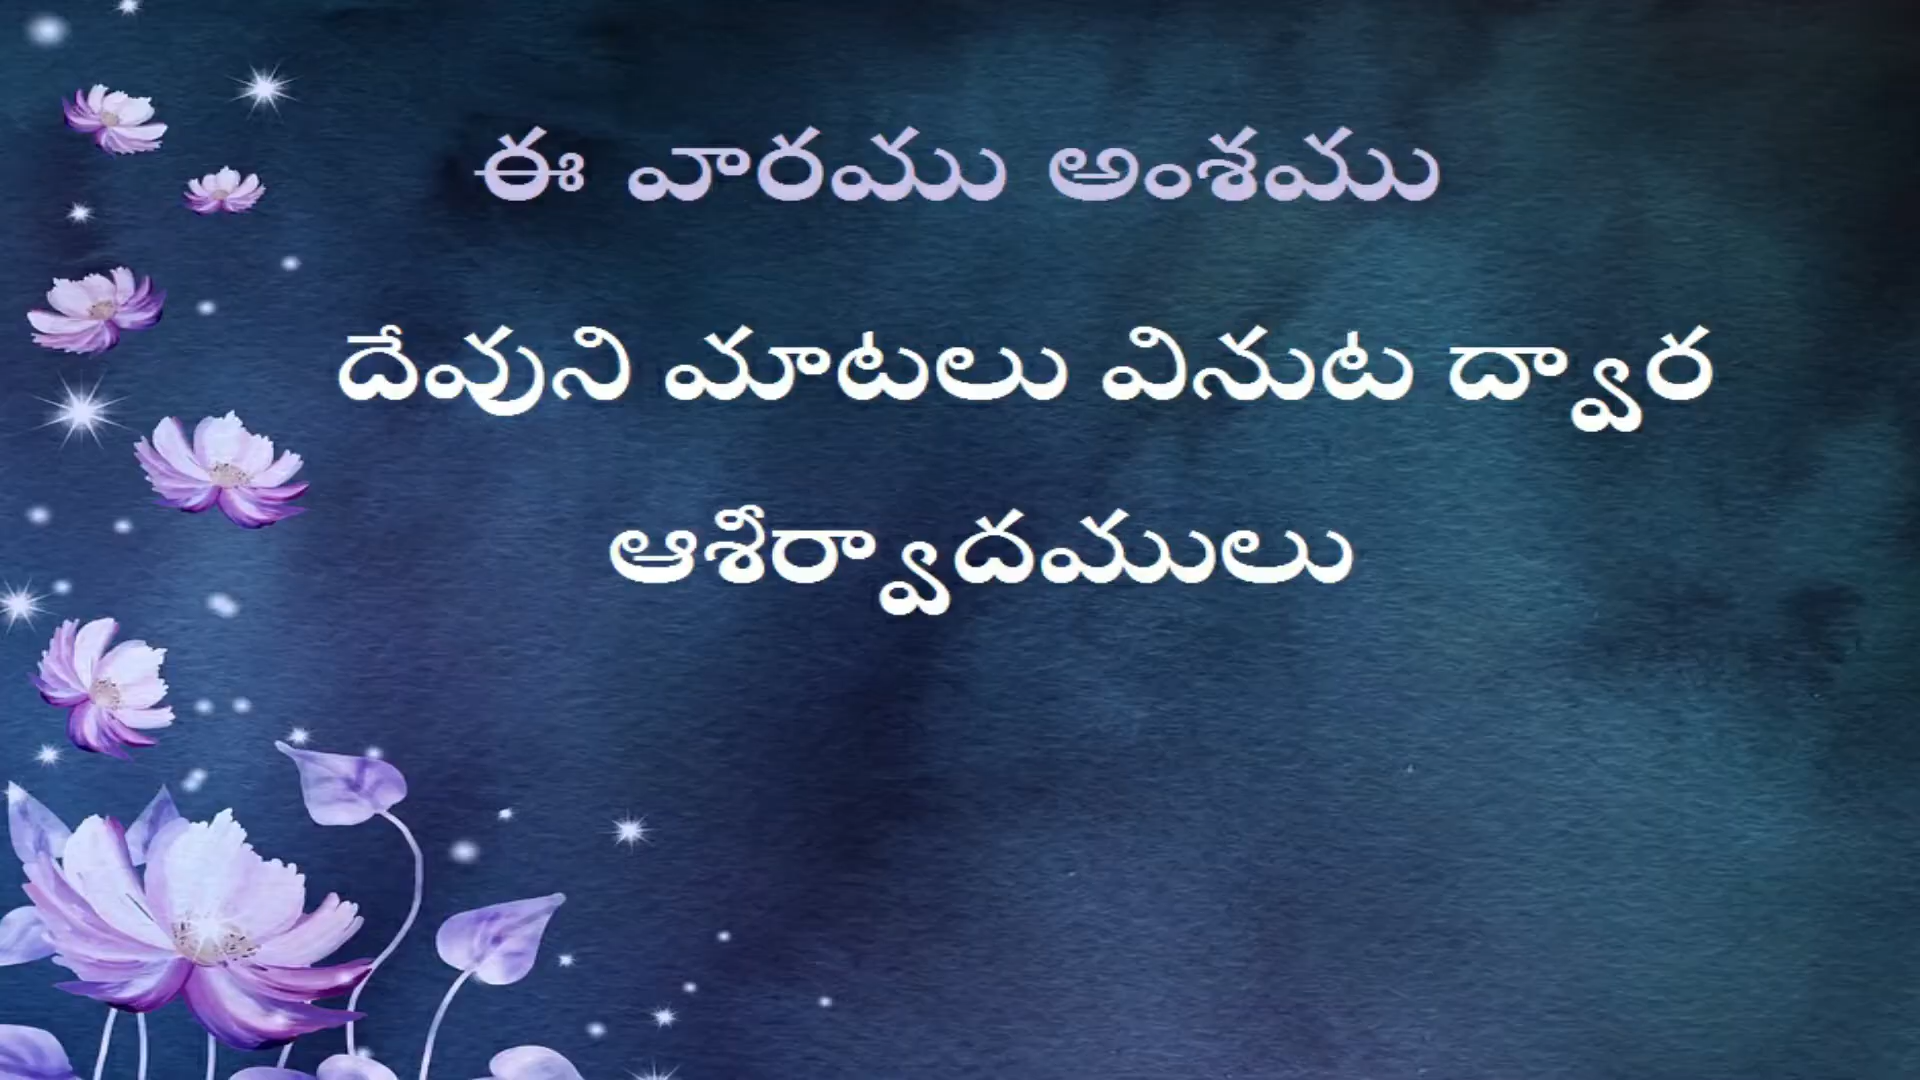 ఈ వారము అంశము
దేవుని మాటలు వినుట ద్వార
ఆశీర్వాదములు